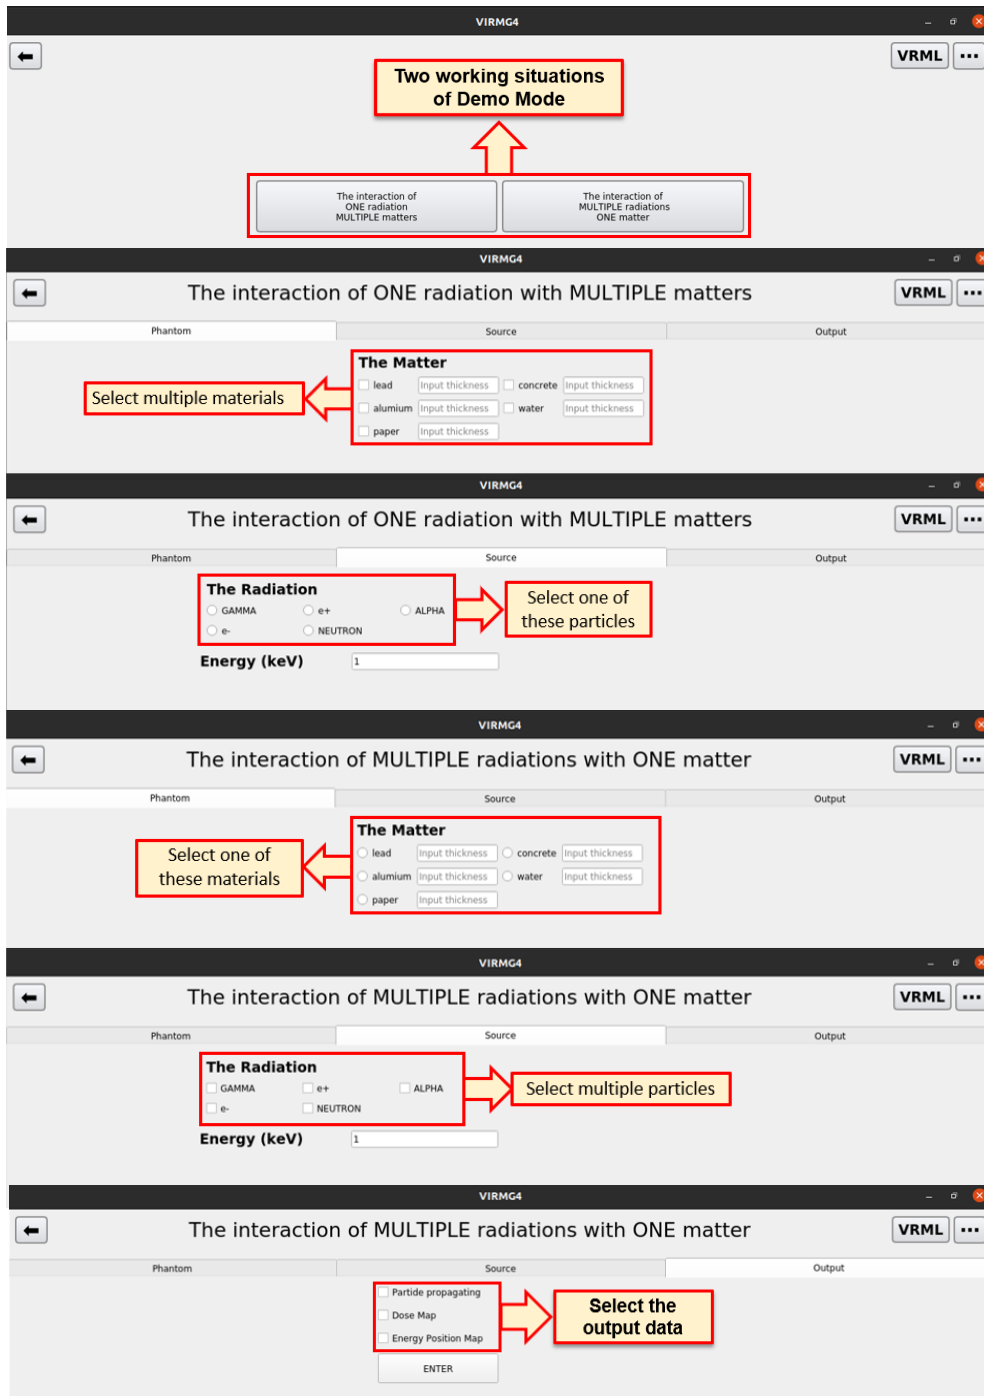 VIRMG4
VRML ...
Two working situations
of Demo Mode
The interaction of
ONE radiation
MULTIPLE matters
The interaction of
MULTIPLE radiations
ONE matter
VIRMG4
The interaction of ONE radiation with MULTIPLE matters
VRML ...
Phantom Source Output
The Matter
lead Input thickness concrete Input thickness
alumium Input thickness water Input thickness
paper Input thickness
Select multiple materials
VIRMG4
The interaction of ONE radiation with MULTIPLE matters
VRML ...
Phantom Source Output
The Radiation
GAMMA e+ ALPHA
e- NEUTRON
Select one of
these particles
Energy (keV) 1
VIRMG4
The interaction of MULTIPLE radiations with ONE matter
VRML ...
Phantom Source Output
The Matter
lead Input thickness concrete Input thickness
alumium Input thickness water Input thickness
paper Input thickness
Select one of
these materials
VIRMG4
The interaction of MULTIPLE radiations with ONE matter
VRML ...
Phantom Source Output
The Radiation
GAMMA e+ ALPHA
e- NEUTRON
Select multiple particles
Energy (keV) 1
VIRMG4
The interaction of MULTIPLE radiations with ONE matter
VRML ...
Phantom Source Output
Partide propagating
Dose Map
Energy Position Map
Select the
output data
ENTER